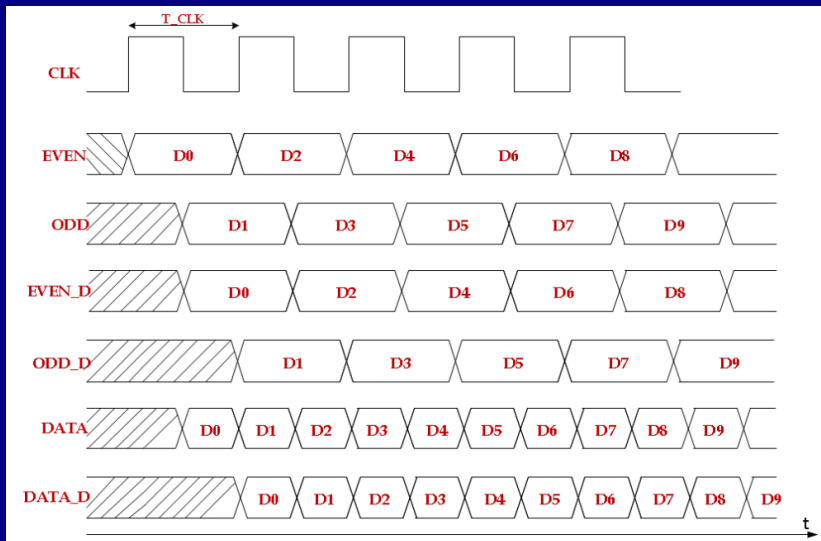 T_CLK
CLK
EVEN D0 D2 D4 D6 D8
ODD D1 D3 D5 D7 D9
EVEN_D D0 D2 D4 D6 D8
ODD_D D1 D3 D5 D7 D9
DATA D0 D1 D2 D3 D4 D5 D6 D7 D8 D9
DATA_D D0 D1 D2 D3 D4 D5 D6 D7 D8 D9
t